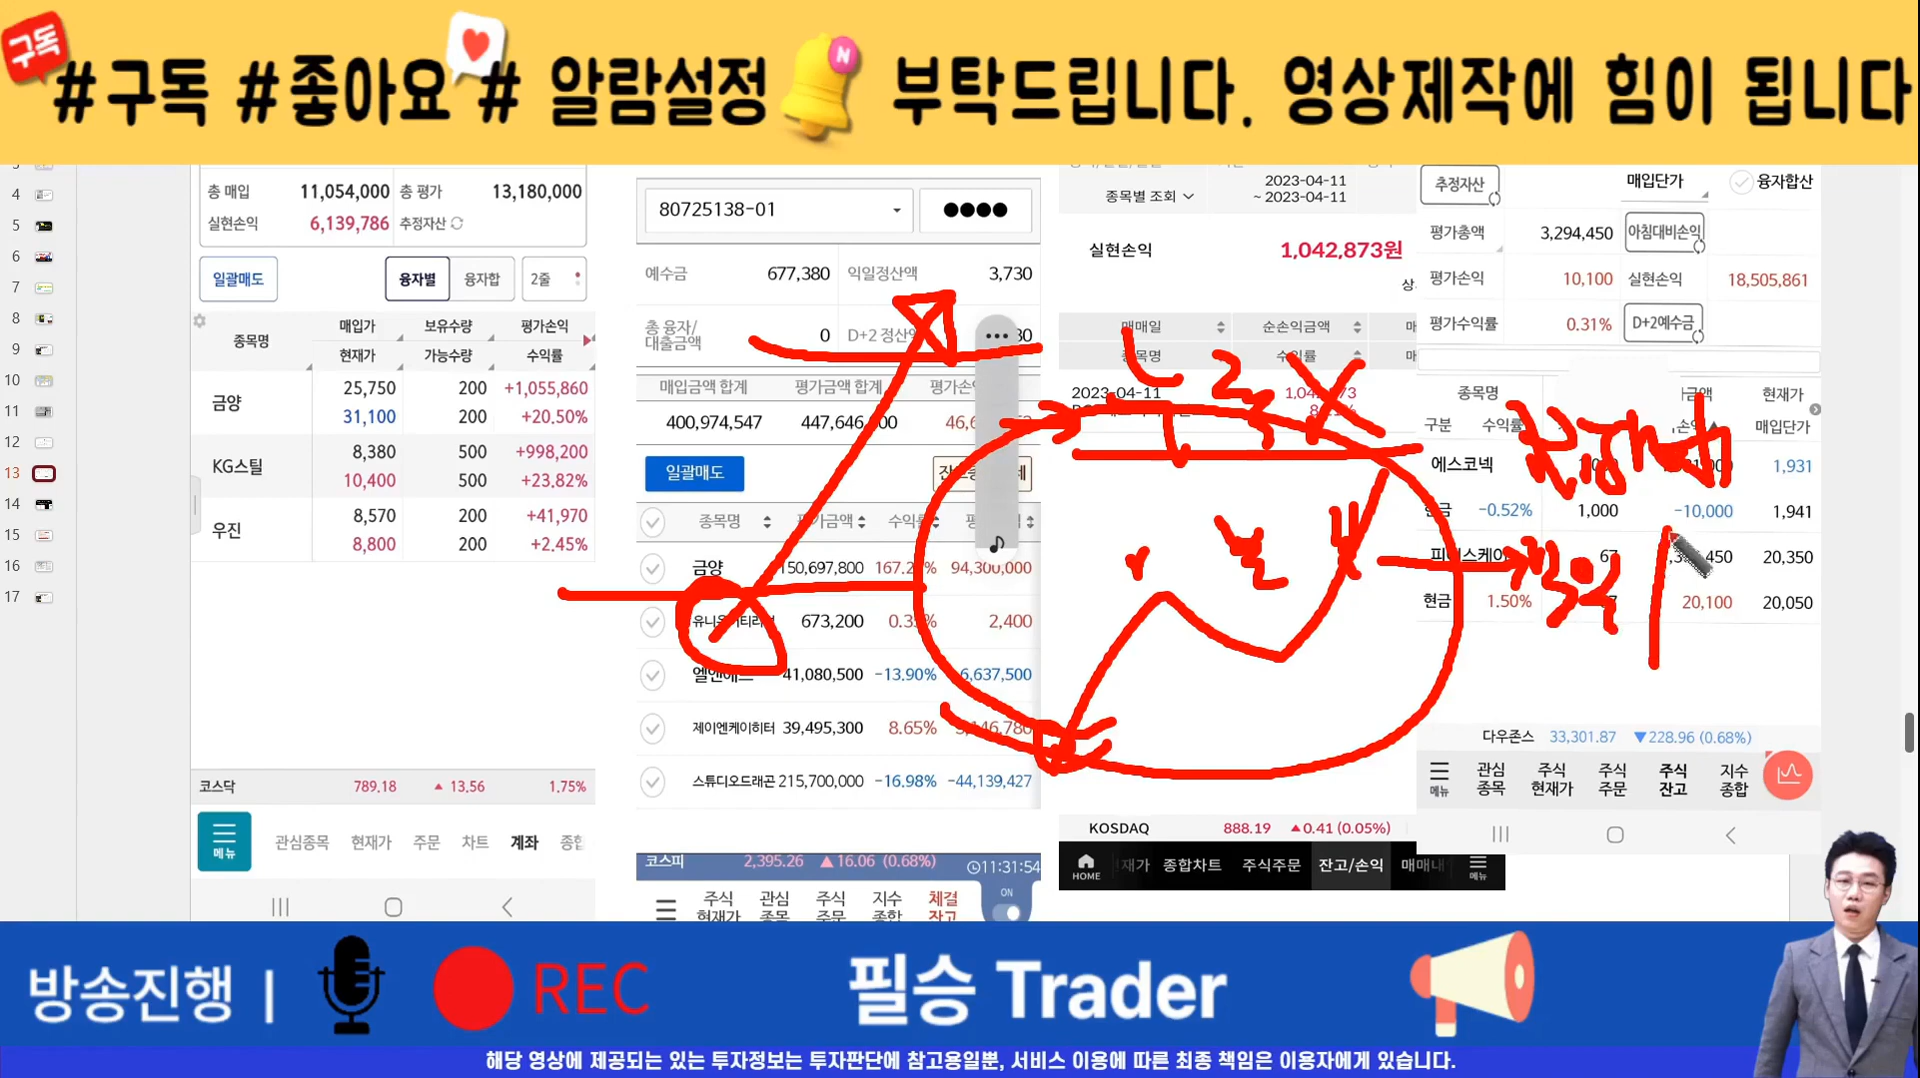 구독
#구독 #좋아요 # 알람설정 N 부탁드립니다. 영상제작에 힘이 됩니다
4
5
6
7
8
9
10
11
12
13
14
15
16
17
총 매입 11,054,000 총 평가 13,180,000
실현손익 6,139,786 추정자산
일괄매도 융자별 융자합 2줄
종목명 매입가 보유수량 평가손익
현재가 가능수량 수익률
금양 25,750 200 +1,055,860
31,100 200 +20.50%
KG스틸 8,380 500 +998,200
10,400 500 +23.82%
우진 8,570 200 +41,970
8,800 200 +2.45%
코스닥 789.18 ▲ 13.56 1.75%
메뉴 관심종목 현재가 주문 차트 계좌
80725138-01
예수금 677,380 익일정산액 3,730
총 융자/
대출금액 0 D+2
매입금액 합계 평가금액 합계
400,974,547
일괄매도
종목명 수익률
금양 150,697,800 94,300,000
673,200 2,400
41,080,500 -13.90%
제이엔케이히터 39,495,300 8.65%
스튜디오드래곤 215,700,000 -16.98% -44,139,427
코스피 2,395.26 ▲ 16.06 (0.68%) 11:31:54
주식 관심 주식 지수 체결
현재가 종목 주문 종합 잔고
ON
종목별 조회 2023-04-11
~ 2023-04-11
실현손익 1,042,873원
매매일 순손익금액
수익률
2023-04-11
KOSDAQ 888.19 ▲0.41 (0.05%)
HOME 종합차트 주식주문 잔고/손익 메뉴
추정자산 매입단가 융자합산
평가총액 3,294,450 아침대비손익
평가손익 10,100 실현손익 18,505,861
평가수익률 0.31% D+2예수금
종목명 현재가
구분 수익률 매입단가
에스코넥 1,931
현금 -0.52% 1,000 -10,000 1,941
67 20,350
현금 1.50% 20,100 20,050
다우존스 33,301.87 ▼228.96 (0.68%)
메뉴 관심 주식 주식 주식 지수
종목 현재가 주문 잔고 종합
방송진행 | REC 필승 Trader
해당 영상에 제공되는 있는 투자정보는 투자판단에 참고용일뿐, 서비스 이용에 따른 최종 책임은 이용자에게 있습니다.